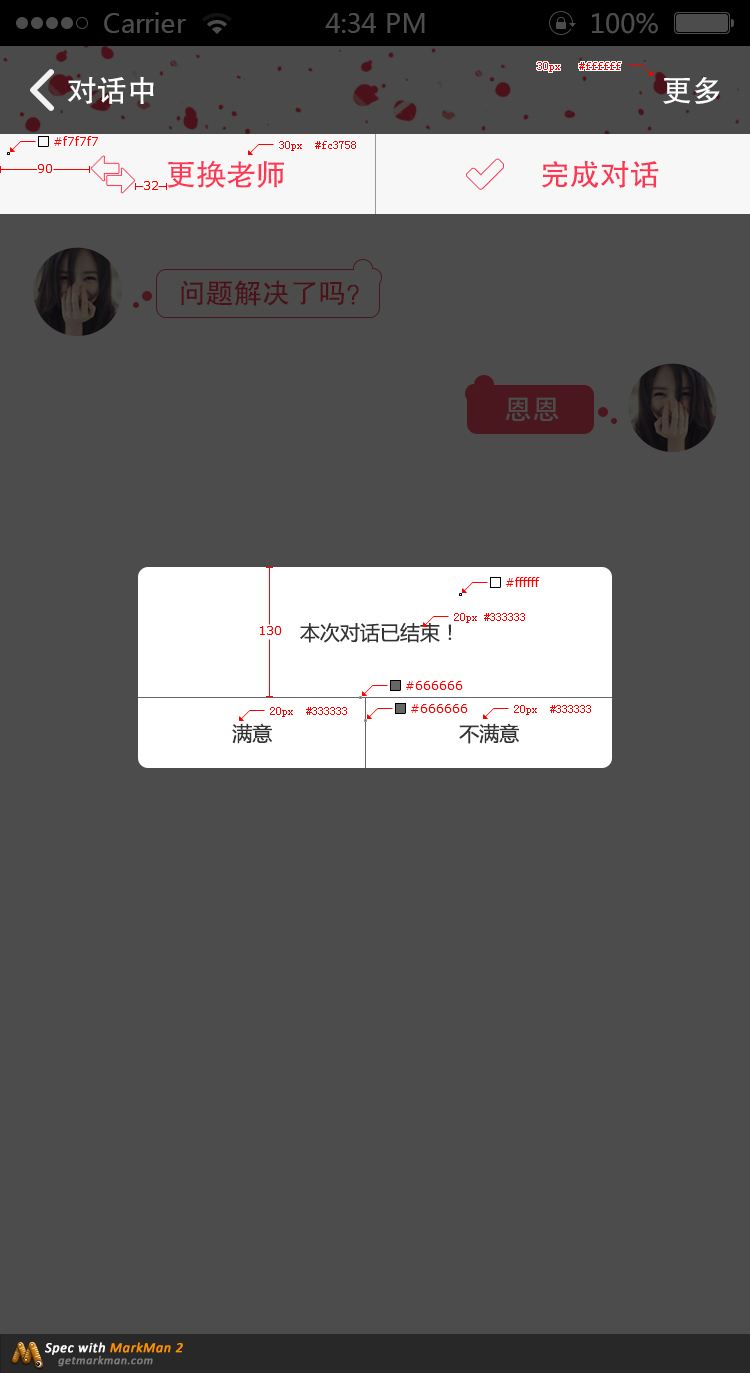 Carrier 4:34 PM 100%
30px #ffffff
对话中 更多
#f7f7f7
30px #fc3758
90
32
更换老师 完成对话
问题解决了吗?
恩恩
#ffffff
20px #333333
130
本次对话已结束！
#666666
20px #333333
#666666
20px #333333
满意 不满意
Spec with MarkMan 2
getmarkman.com